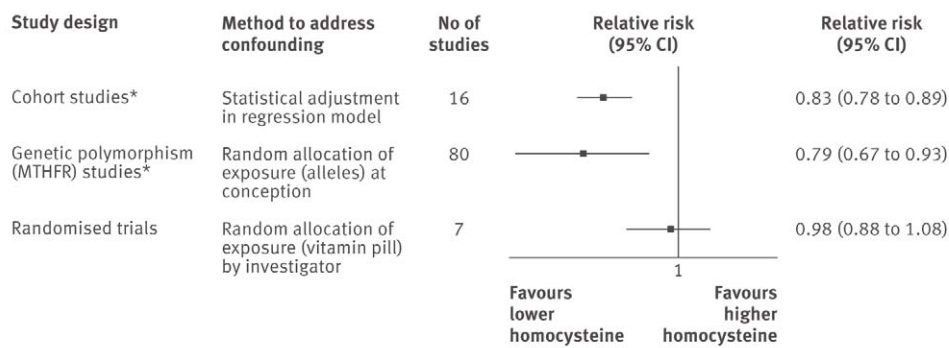 Study design Method to address confounding No of studies Relative risk (95% CI) Relative risk (95% CI)
Cohort studies* Statistical adjustment in regression model 16 0.83 (0.78 to 0.89)
Genetic polymorphism (MTHFR) studies* Random allocation of exposure (alleles) at conception 80 0.79 (0.67 to 0.93)
Randomised trials Random allocation of exposure (vitamin pill) by investigator 7 0.98 (0.88 to 1.08)
1
Favours lower homocysteine Favours higher homocysteine